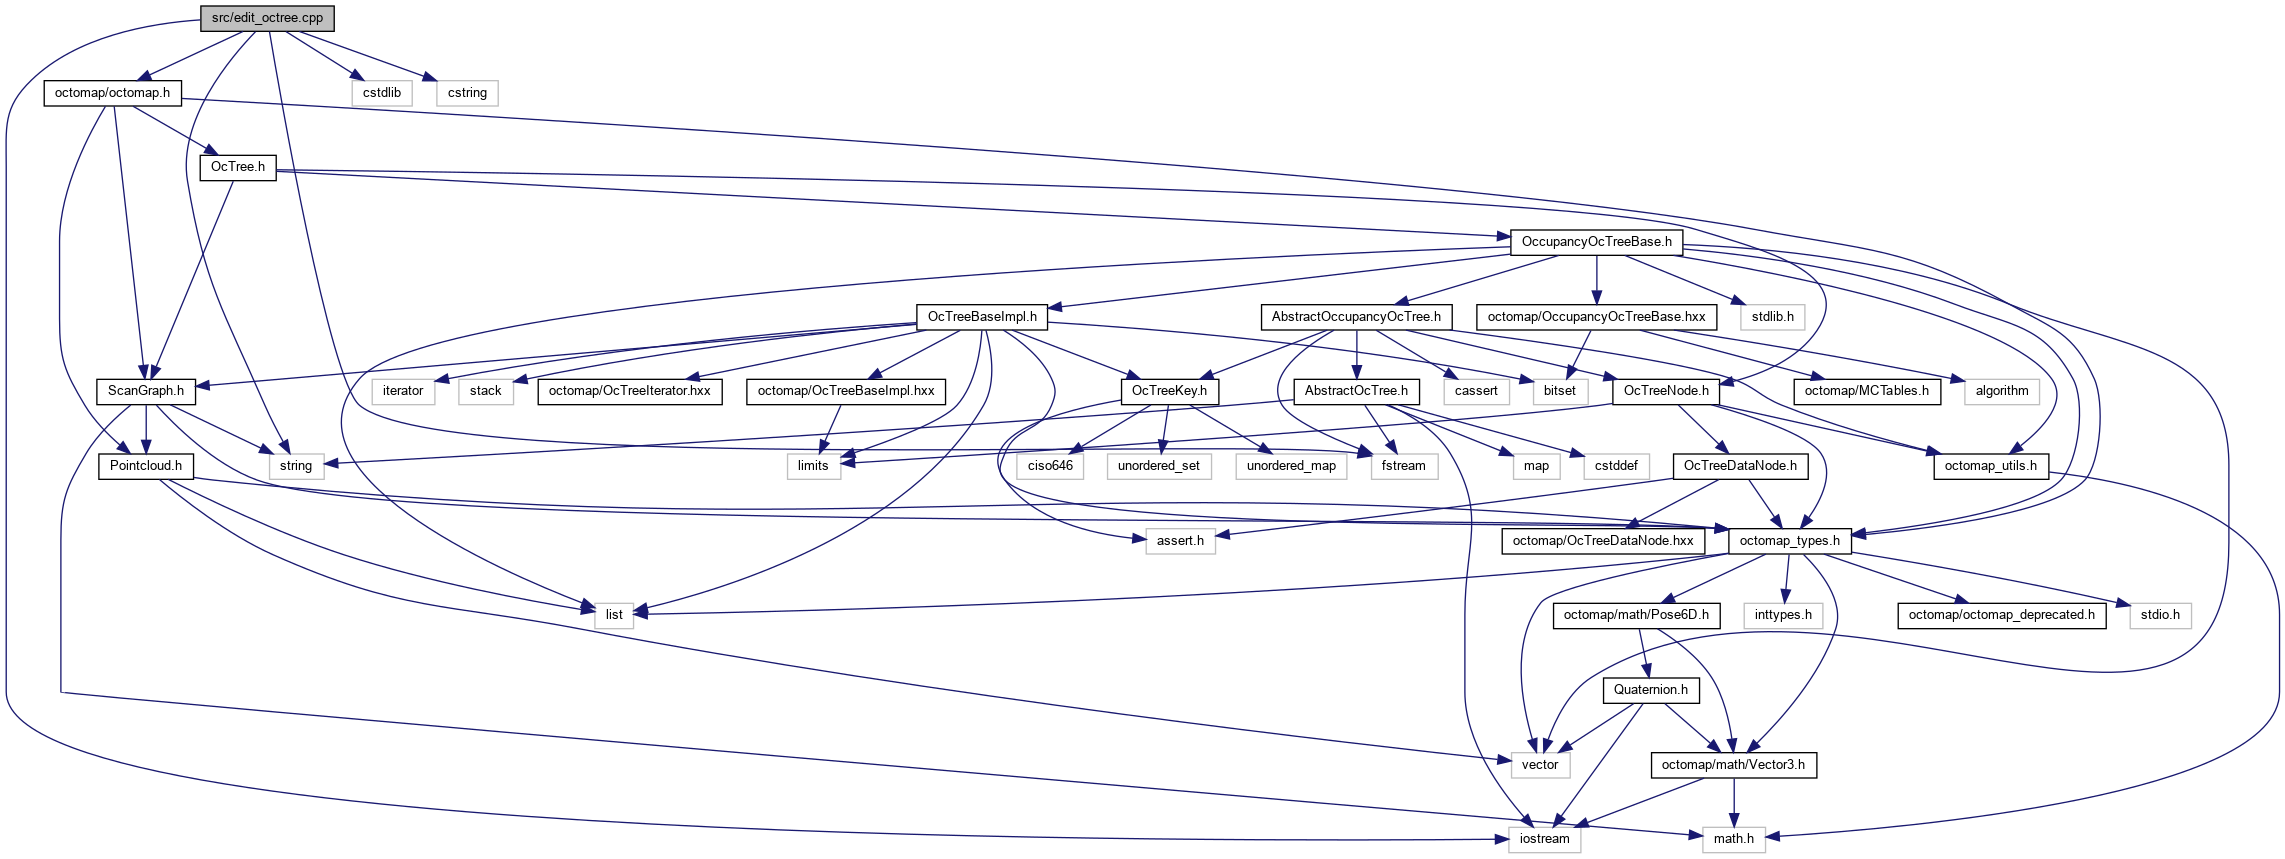 src/edit_octree.cpp
octomap/octomap.h
cstdlib
cstring
OcTree.h
OccupancyOcTreeBase.h
OcTreeBaseImpl.h
AbstractOccupancyOcTree.h
octomap/OccupancyOcTreeBase.hxx
stdlib.h
ScanGraph.h
iterator
stack
octomap/OcTreeIterator.hxx
octomap/OcTreeBaseImpl.hxx
OcTreeKey.h
AbstractOcTree.h
cassert
bitset
OcTreeNode.h
octomap/MCTables.h
algorithm
Pointcloud.h
string
limits
ciso646
unordered_set
unordered_map
fstream
map
cstddef
OcTreeDataNode.h
octomap_utils.h
assert.h
octomap/OcTreeDataNode.hxx
octomap_types.h
list
octomap/math/Pose6D.h
inttypes.h
octomap/octomap_deprecated.h
stdio.h
Quaternion.h
vector
octomap/math/Vector3.h
iostream
math.h